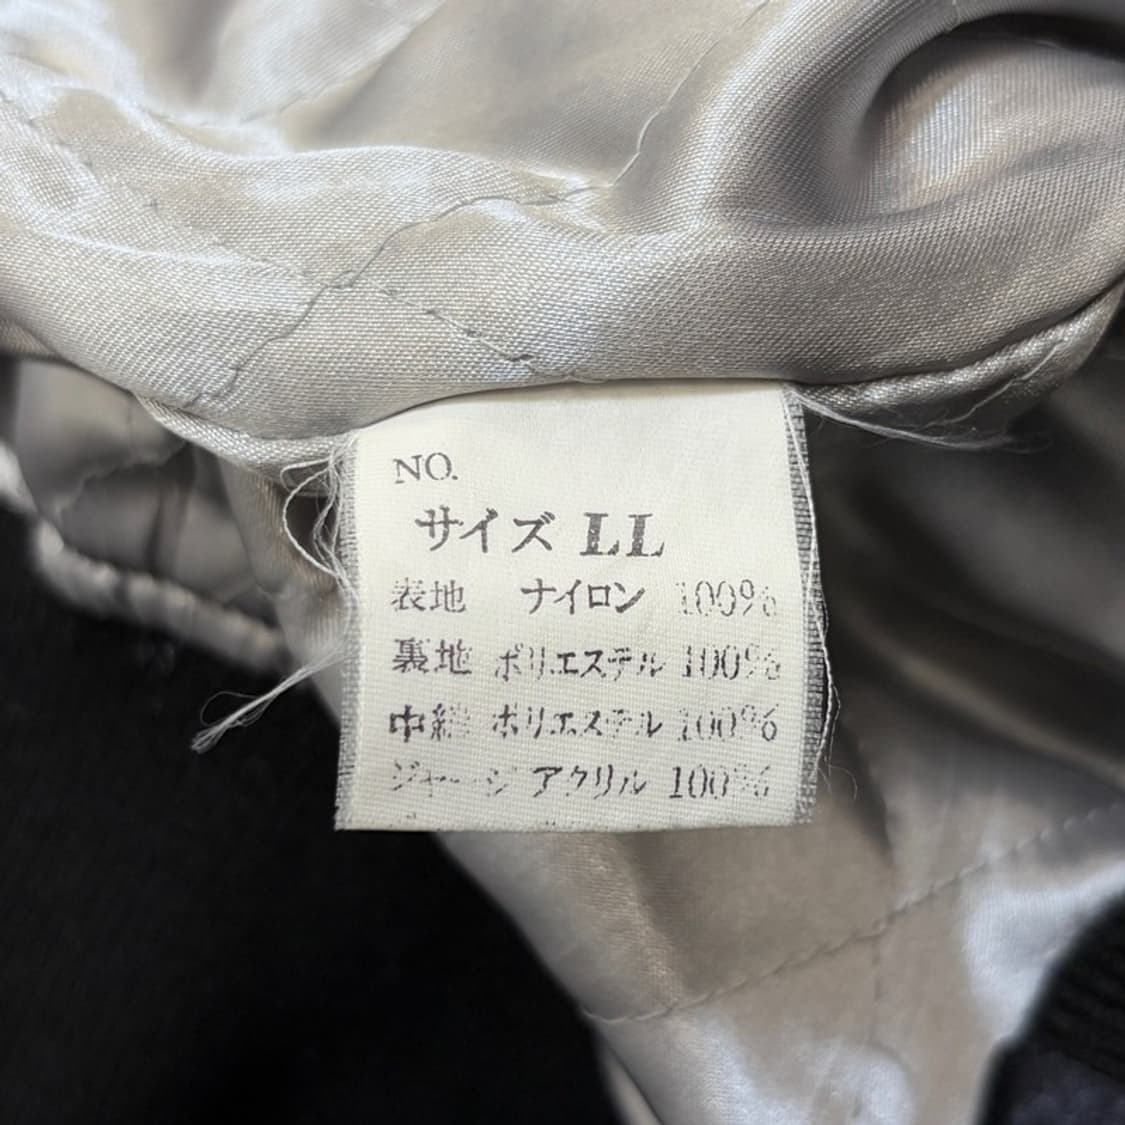 NO.
サイズ LL
表地 ナイロン 100%
裏地 ポリエステル 100%
中綿 ポリエステル 100%
ジャージ アクリル 100%